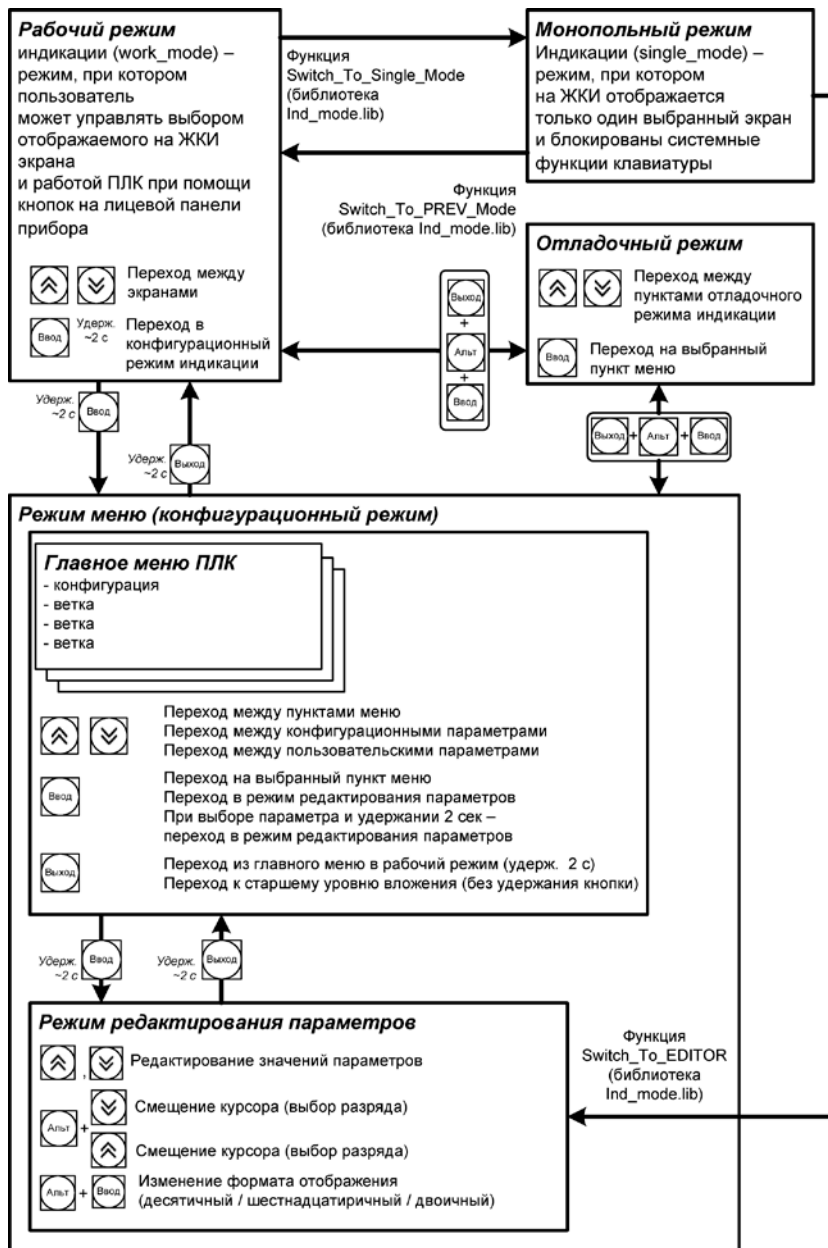 Рабочий режим
индикации (work_mode) –
режим, при котором
пользователь
может управлять выбором
отображаемого на ЖКИ
экрана
и работой ПЛК при помощи
кнопок на лицевой панели
прибора
Переход между
экранами
Ввод
Удерж.
~2 с
Переход в
конфигурационный
режим индикации
Функция
Switch_To_Single_Mode
(библиотека
Ind_mode.lib)
Монопольный режим
Индикации (single_mode) –
режим, при котором
на ЖКИ отображается
только один выбранный экран
и блокированы системные
функции клавиатуры
Функция
Switch_To_PREV_Mode
(библиотека Ind_mode.lib)
Выход
+
Альт
+
Ввод
Отладочный режим
Переход между
пунктами отладочного
режима индикации
Ввод
Переход на выбранный
пункт меню
Удерж.
~2 с
Ввод
Удерж.
~2 с
Выход
Выход + Альт + Ввод
Режим меню (конфигурационный режим)
Главное меню ПЛК
- конфигурация
- ветка
- ветка
- ветка
Переход между пунктами меню
Переход между конфигурационными параметрами
Переход между пользовательскими параметрами
Ввод
Переход на выбранный пункт меню
Переход в режим редактирования параметров
При выборе параметра и удержании 2 сек –
переход в режим редактирования параметров
Выход
Переход из главного меню в рабочий режим (удерж. 2 с)
Переход к старшему уровню вложения (без удержания кнопки)
Удерж.
~2 с
Ввод
Удерж.
~2 с
Выход
Режим редактирования параметров
, Редактирование значений параметров
Альт +
Смещение курсора (выбор разряда)
Смещение курсора (выбор разряда)
Альт + Ввод
Изменение формата отображения
(десятичный / шестнадцатиричный / двоичный)
Функция
Switch_To_EDITOR
(библиотека
Ind_mode.lib)